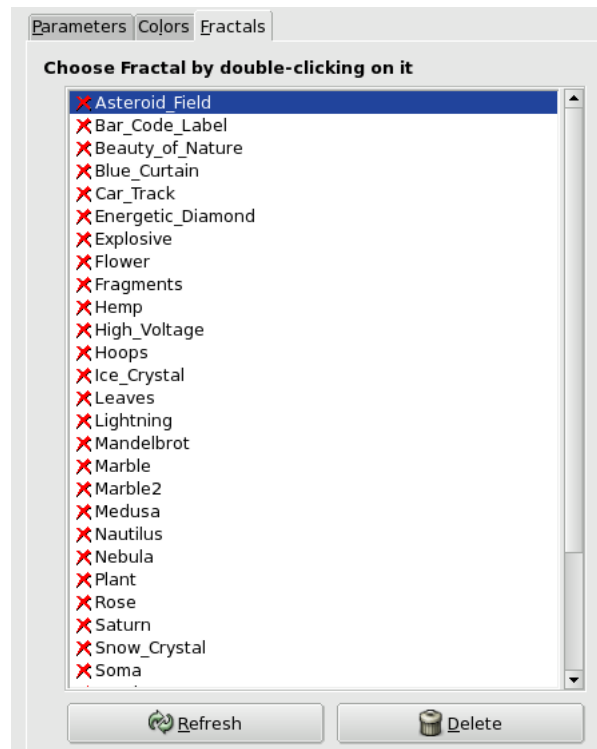 Parameters Colors Fractals
Choose Fractal by double-clicking on it
Asteroid_Field
Bar_Code_Label
Beauty_of_Nature
Blue_Curtain
Car_Track
Energetic_Diamond
Explosive
Flower
Fragments
Hemp
High_Voltage
Hoops
Ice_Crystal
Leaves
Lightning
Mandelbrot
Marble
Marble2
Medusa
Nautilus
Nebula
Plant
Rose
Saturn
Snow_Crystal
Soma
Refresh Delete